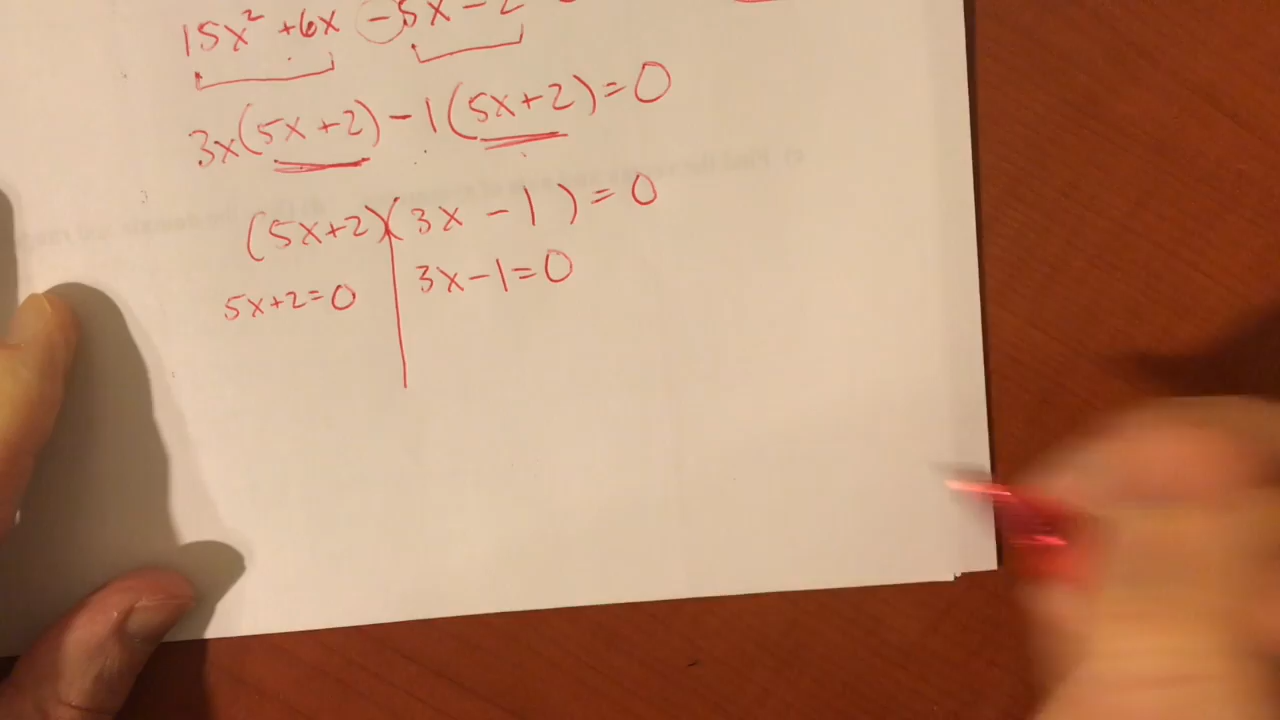 15x² +6x -5x - 2
3x(5x+2) - 1(5x+2) = 0
(5x+2)(3x - 1) = 0
5x+2=0
3x-1=0